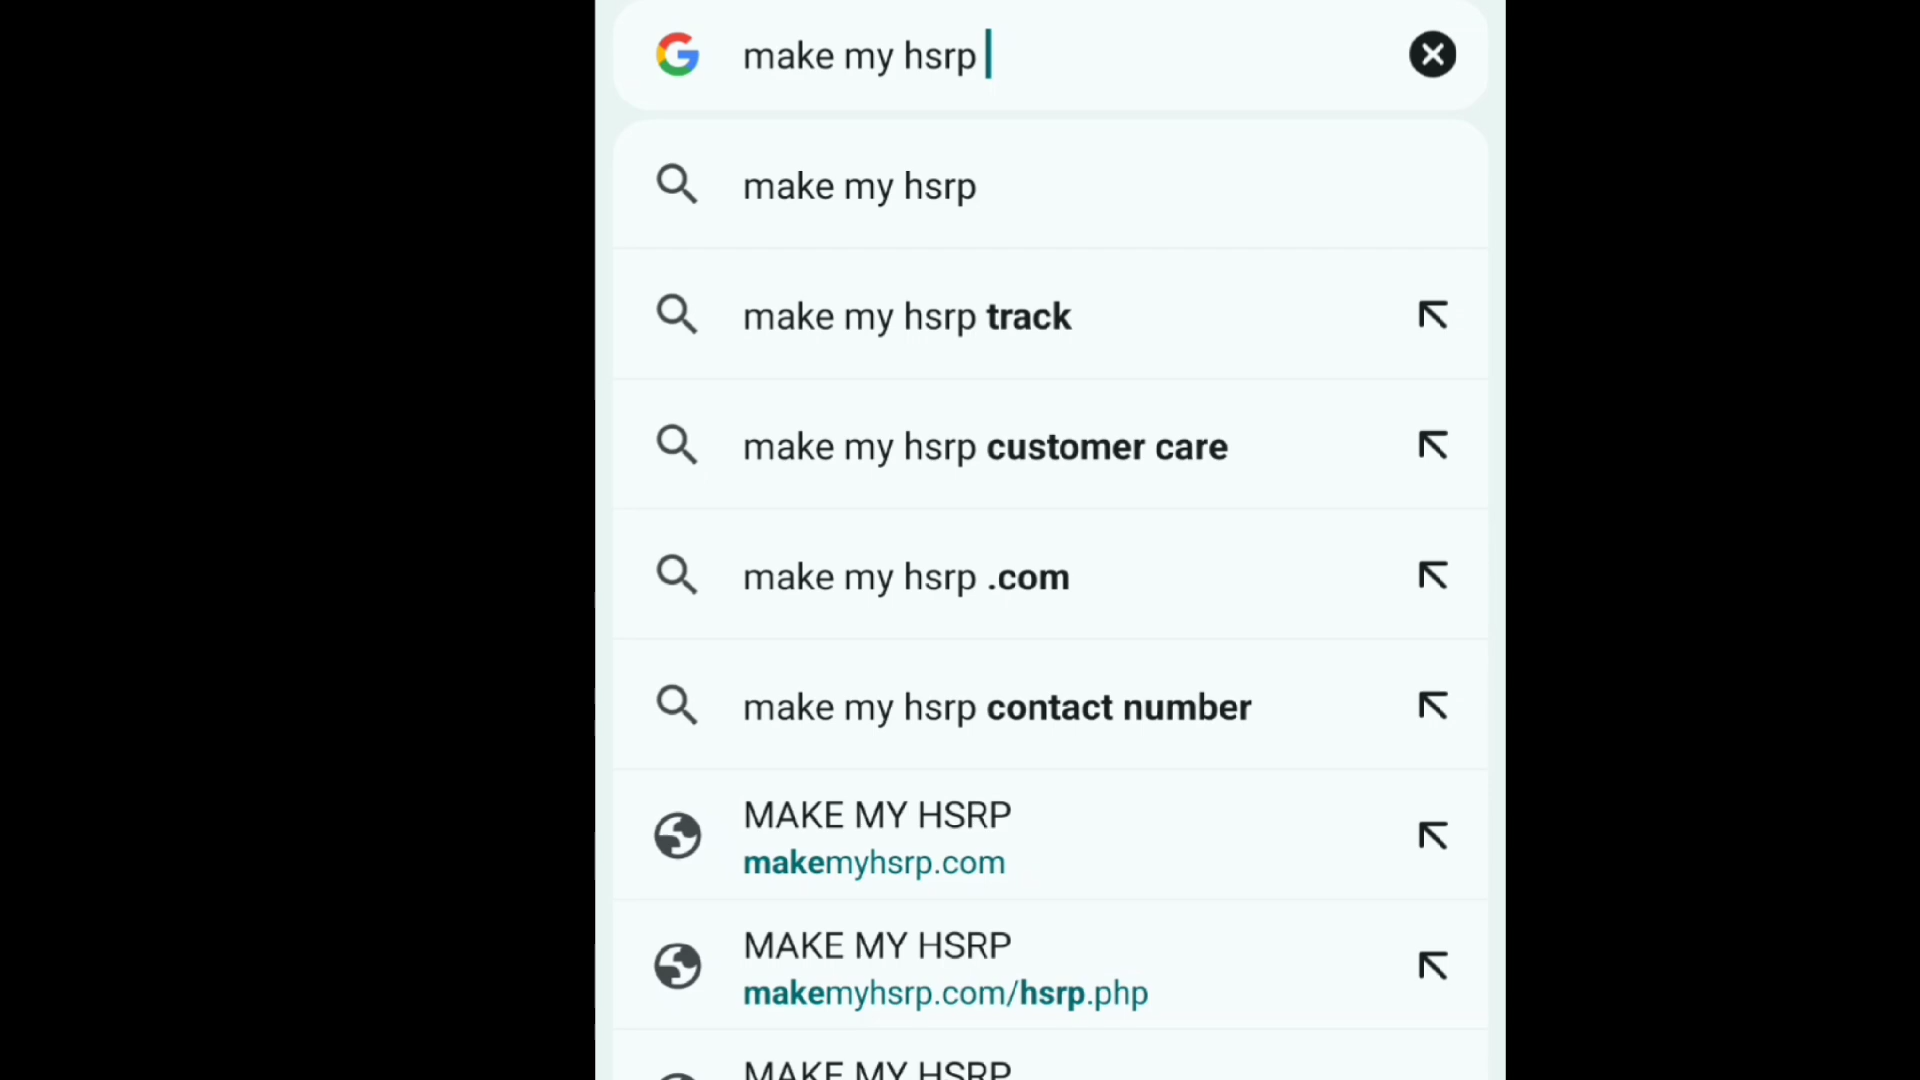 make my hsrp
make my hsrp
make my hsrp track
make my hsrp customer care
make my hsrp .com
make my hsrp contact number
MAKE MY HSRP
makemyhsrp.com
MAKE MY HSRP
makemyhsrp.com/hsrp.php
MAKE MY HSRP